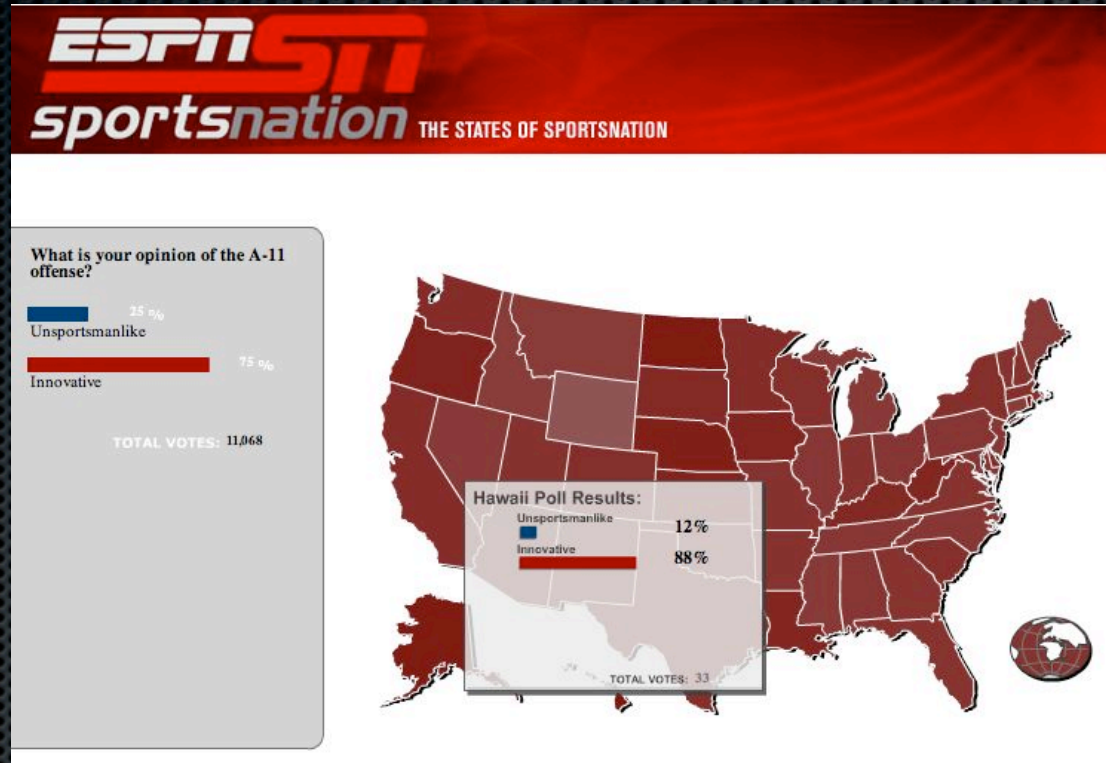 ESPN SN
sportsnation THE STATES OF SPORTSNATION
What is your opinion of the A-11
offense?
25 %
Unsportsmanlike
75 %
Innovative
TOTAL VOTES: 11,068
Hawaii Poll Results:
Unsportsmanlike
12%
Innovative
88%
TOTAL VOTES: 33